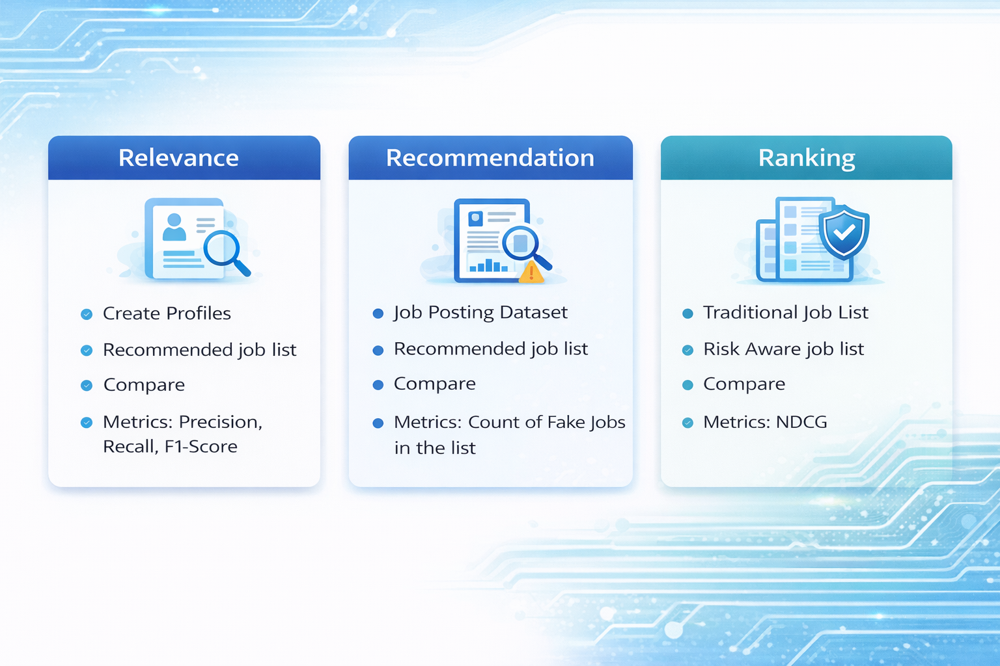 Relevance
Create Profiles
Recommended job list
Compare
Metrics: Precision,
Recall, F1-Score
Recommendation
Job Posting Dataset
Recommended job list
Compare
Metrics: Count of Fake Jobs
in the list
Ranking
Traditional Job List
Risk Aware job list
Compare
Metrics: NDCG